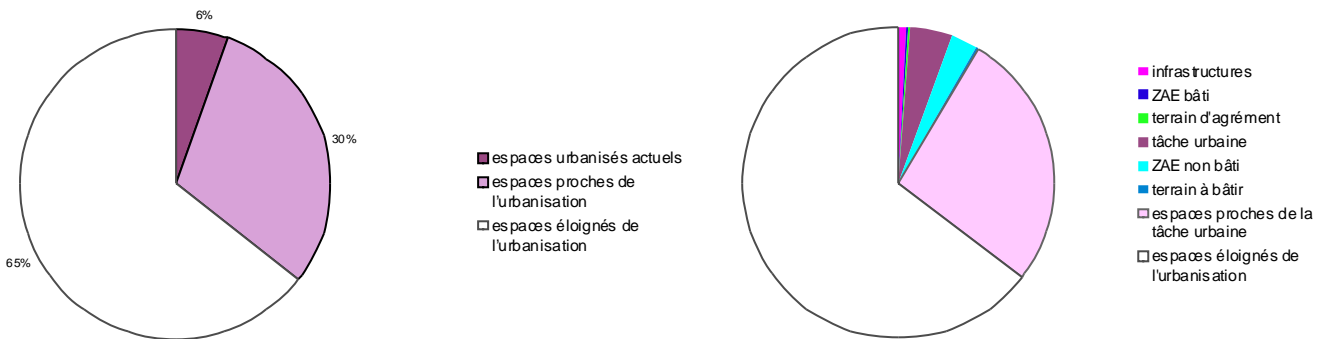 6%
30%
65%
espaces urbanisés actuels
espaces proches de
l'urbanisation
espaces éloignés de
l'urbanisation
infrastructures
ZAE bâti
terrain d'agrément
tâche urbaine
ZAE non bâti
terrain à bâtir
espaces proches de la
tâche urbaine
espaces éloignés de
l'urbanisation